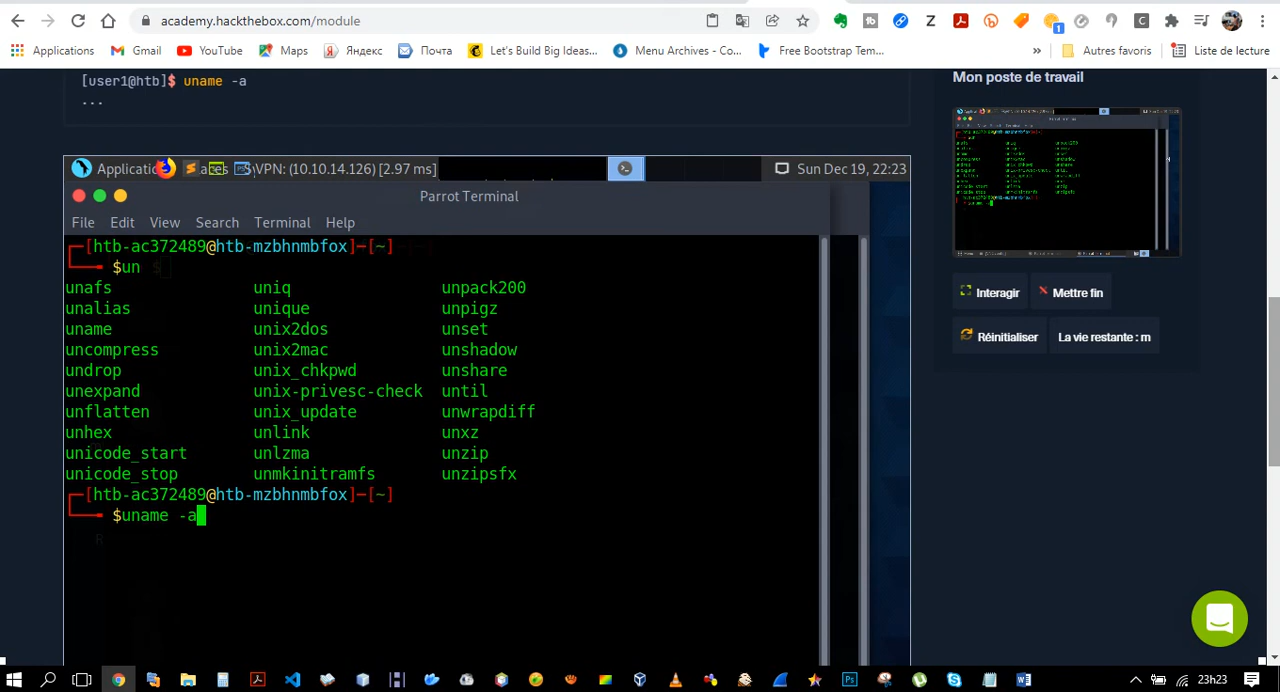 academy.hackthebox.com/module
Applications Gmail YouTube Maps Яндекс Почта Let's Build Big Ideas... Menu Archives - Co... Free Bootstrap Tem... » Autres favoris Liste de lecture
[user1@htb]$ uname -a
...
VPN: (10.10.14.126) [2.97 ms] Sun Dec 19, 22:23
Parrot Terminal
File Edit View Search Terminal Help
[htb-ac372489@htb-mzbhnmbfox]-[~]
$un
unafs uniq unpack200
unalias unique unpigz
uname unix2dos unset
uncompress unix2mac unshadow
undrop unix_chkpwd unshare
unexpand unix-privesc-check until
unflatten unix_update unwrapdiff
unhex unlink unxz
unicode_start unlzma unzip
unicode_stop unmkinitramfs unzipsfx
[htb-ac372489@htb-mzbhnmbfox]-[~]
$uname -a
Mon poste de travail
Interagir Mettre fin
Réinitialiser La vie restante : m
23h23